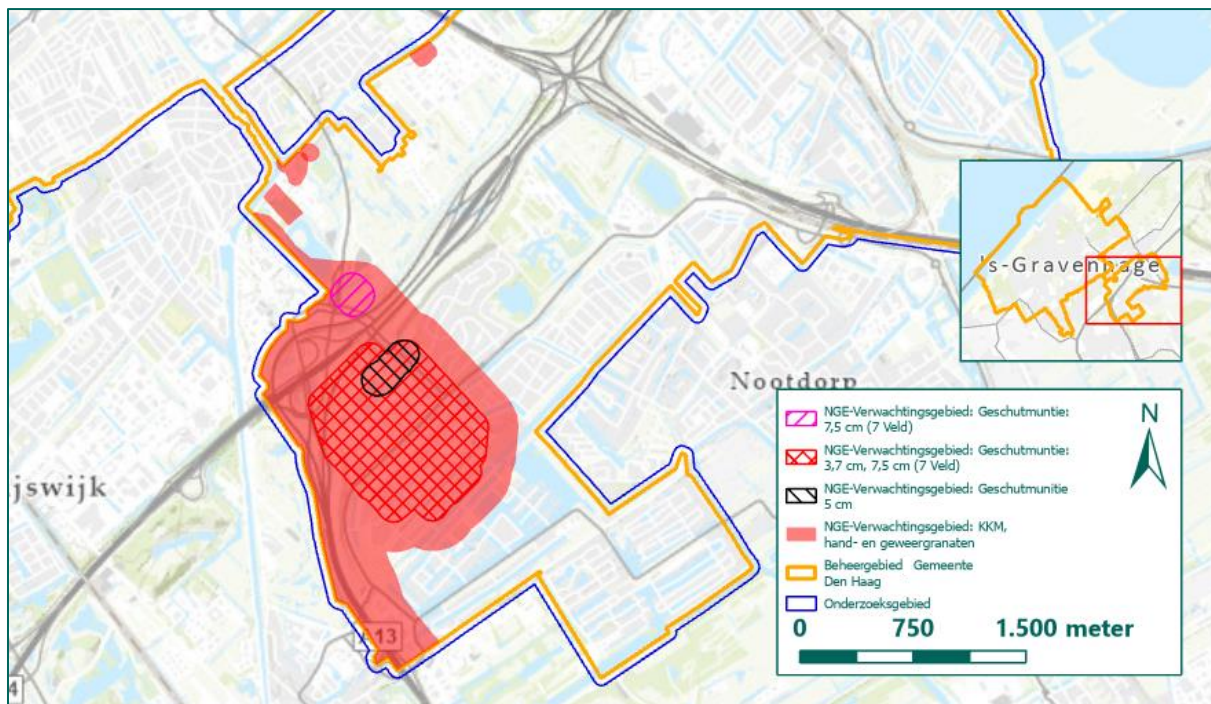 's-Gravenhage
Nootdorp
ijswijk
A13
4
N
NGE-Verwachtingsgebied: Geschutmuntie:
7,5 cm (7 Veld)
NGE-Verwachtingsgebied: Geschutmuntie:
3,7 cm, 7,5 cm (7 Veld)
NGE-Verwachtingsgebied: Geschutmunitie
5 cm
NGE-Verwachtingsgebied: KKM,
hand- en geweergranaten
Beheergebied Gemeente
Den Haag
Onderzoeksgebied
0 750 1.500 meter